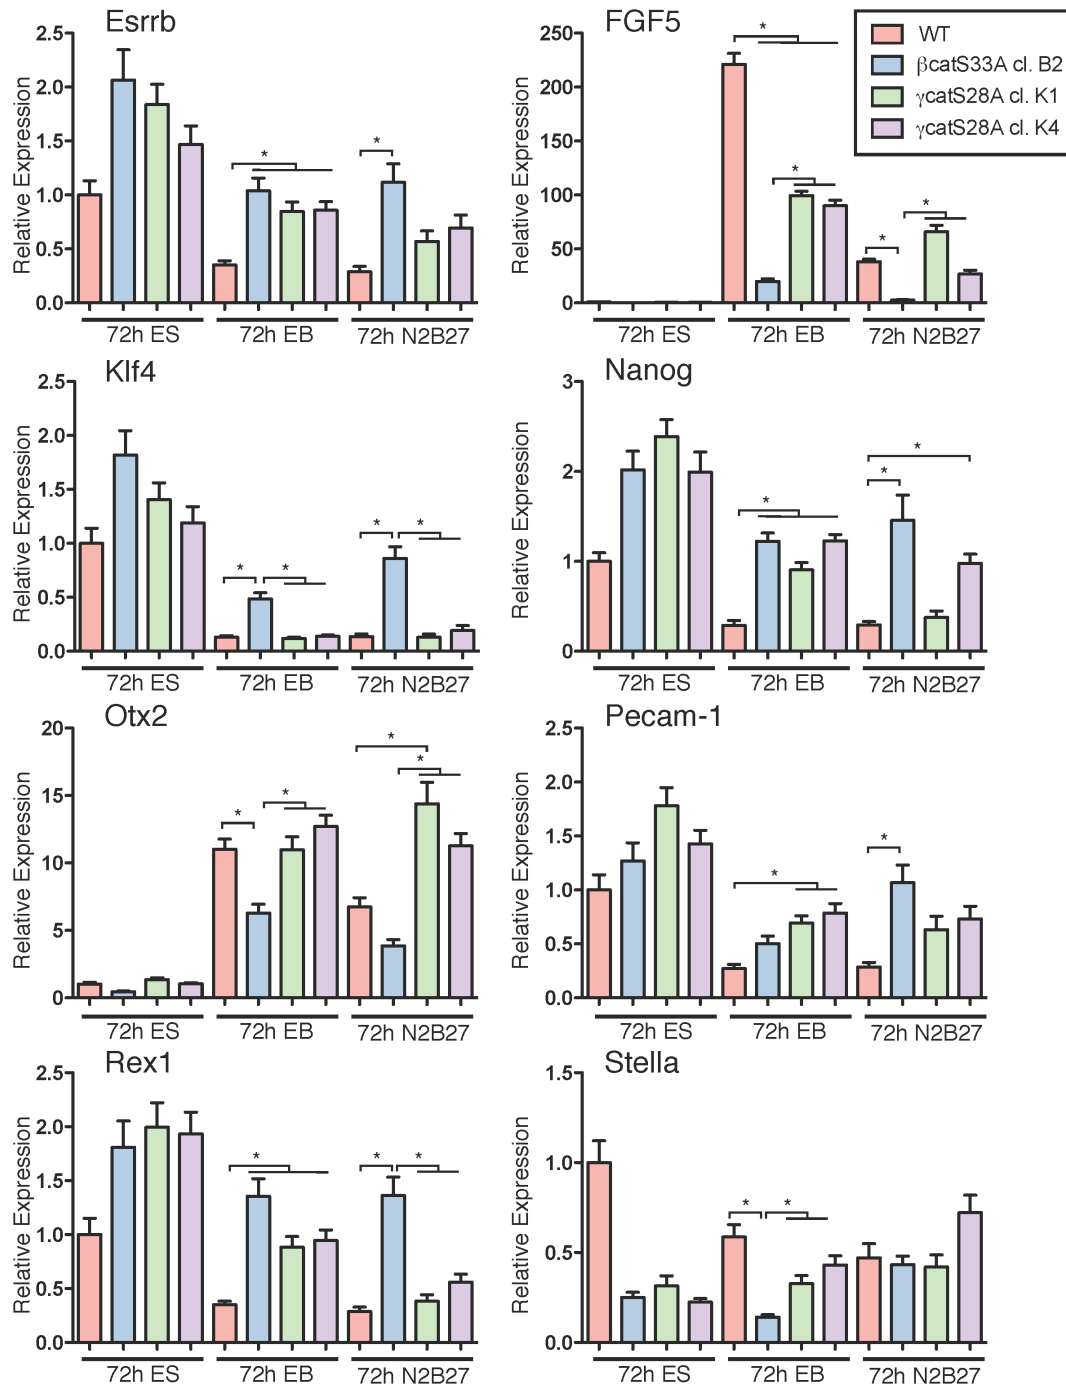 Esrrb
Relative Expression
2.5
2.0
1.5
1.0
0.5
0.0
*
*
72h ES
72h EB
72h N2B27
FGF5
Relative Expression
250
200
150
100
50
0
*
*
*
*
72h ES
72h EB
72h N2B27
WT
βcatS33A cl. B2
γcatS28A cl. K1
γcatS28A cl. K4
Klf4
Relative Expression
2.5
2.0
1.5
1.0
0.5
0.0
*
*
*
*
72h ES
72h EB
72h N2B27
Nanog
Relative Expression
3
2
1
0
*
*
*
72h ES
72h EB
72h N2B27
Otx2
Relative Expression
20
15
10
5
0
*
*
*
*
72h ES
72h EB
72h N2B27
Pecam-1
Relative Expression
2.5
2.0
1.5
1.0
0.5
0.0
*
*
72h ES
72h EB
72h N2B27
Rex1
Relative Expression
2.5
2.0
1.5
1.0
0.5
0.0
*
*
*
72h ES
72h EB
72h N2B27
Stella
Relative Expression
1.5
1.0
0.5
0.0
*
*
72h ES
72h EB
72h N2B27